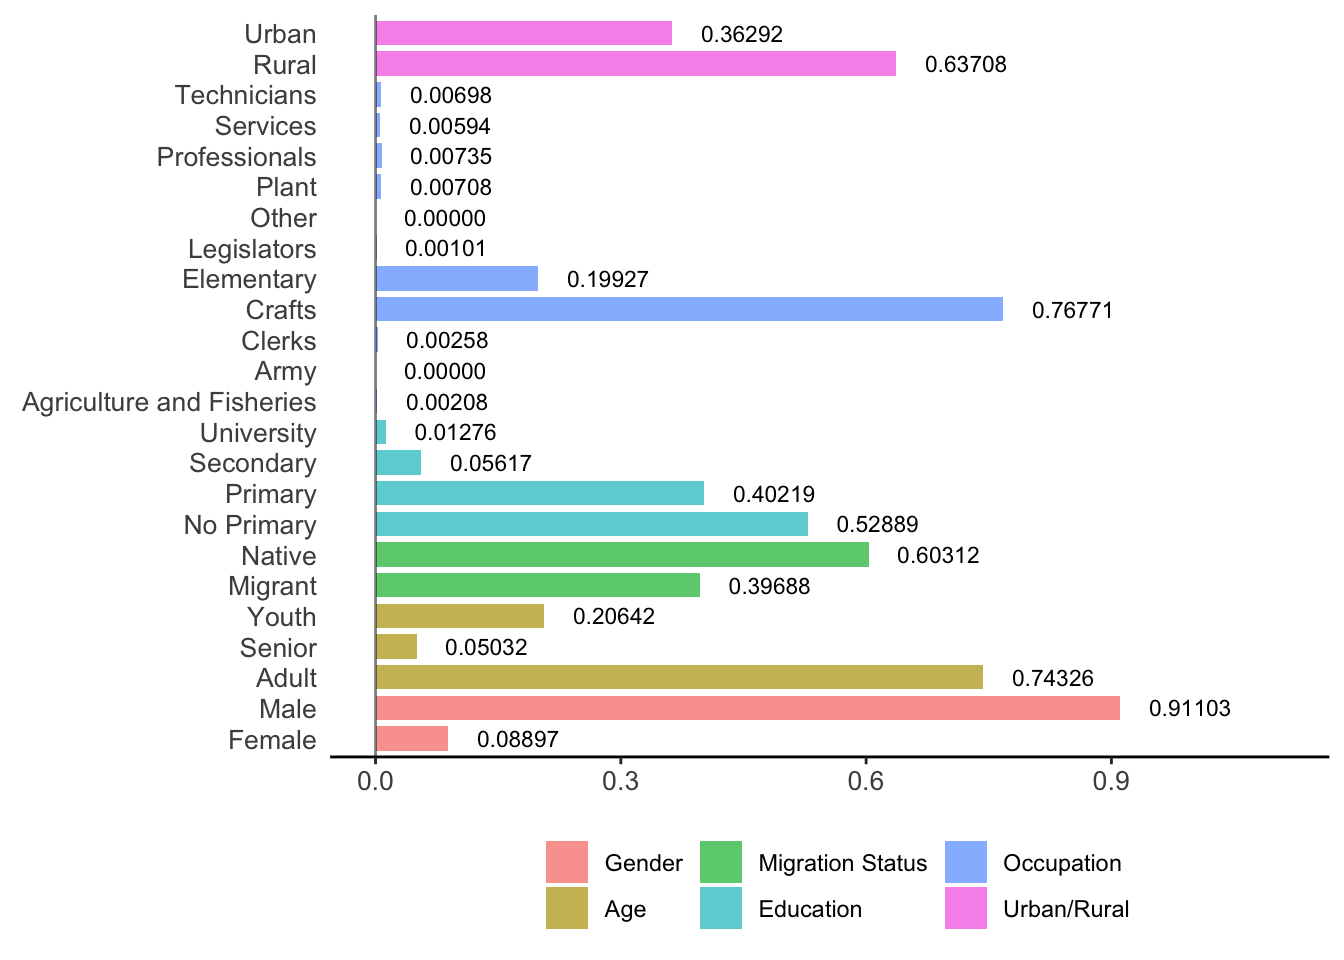 Urban 0.36292
Rural 0.63708
Technicians 0.00698
Services 0.00594
Professionals 0.00735
Plant 0.00708
Other 0.00000
Legislators 0.00101
Elementary 0.19927
Crafts 0.76771
Clerks 0.00258
Army 0.00000
Agriculture and Fisheries 0.00208
University 0.01276
Secondary 0.05617
Primary 0.40219
No Primary 0.52889
Native 0.60312
Migrant 0.39688
Youth 0.20642
Senior 0.05032
Adult 0.74326
Male 0.91103
Female 0.08897
0.0 0.3 0.6 0.9
Gender Migration Status Occupation
Age Education Urban/Rural